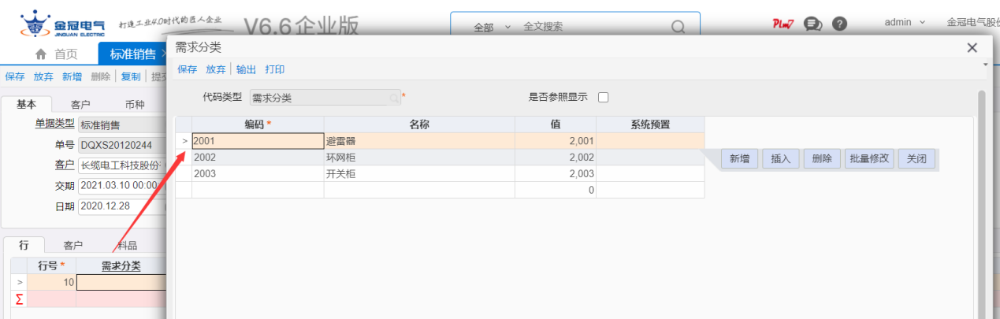 金冠电气 JINGUAN ELECTRIC 打造工业4.0时代的匠人企业 V6.6企业版 全部 全文搜索 PLM7 admin 金冠电气股份
首页 标准销售
保存 放弃 新增 删除 复制 提交
基本 客户 币种
单据类型 标准销售
单号 DQXS20120244
客户 长缆电工科技股份
交期 2021.03.10 00:00
日期 2020.12.28
行 客户 料品
行号* 需求分类
> 10
Σ
需求分类
保存 放弃 输出 打印
代码类型 需求分类 * 是否参照显示
编码* 名称 值 系统预置
> 2001 避雷器 2,001
2002 环网柜 2,002
2003 开关柜 2,003
0
新增 插入 删除 批量修改 关闭